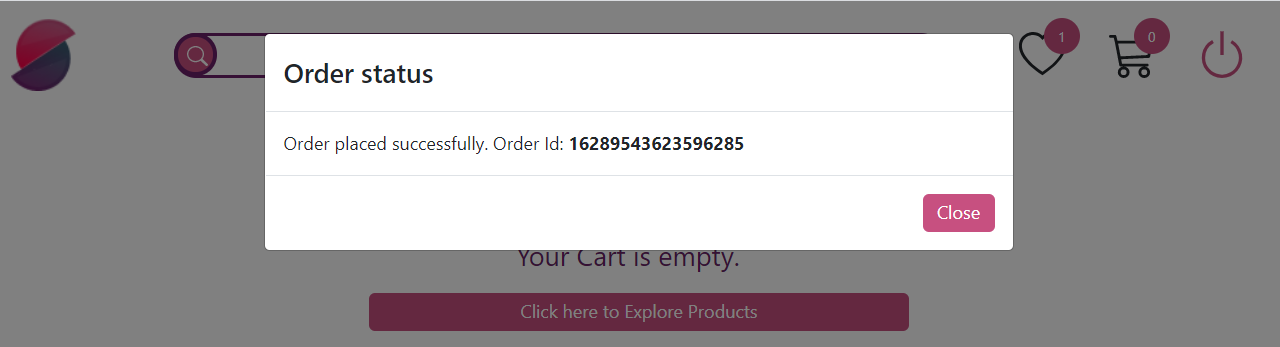 1
0
Order status
Order placed successfully. Order Id: 16289543623596285
Close
Your Cart is empty.
Click here to Explore Products